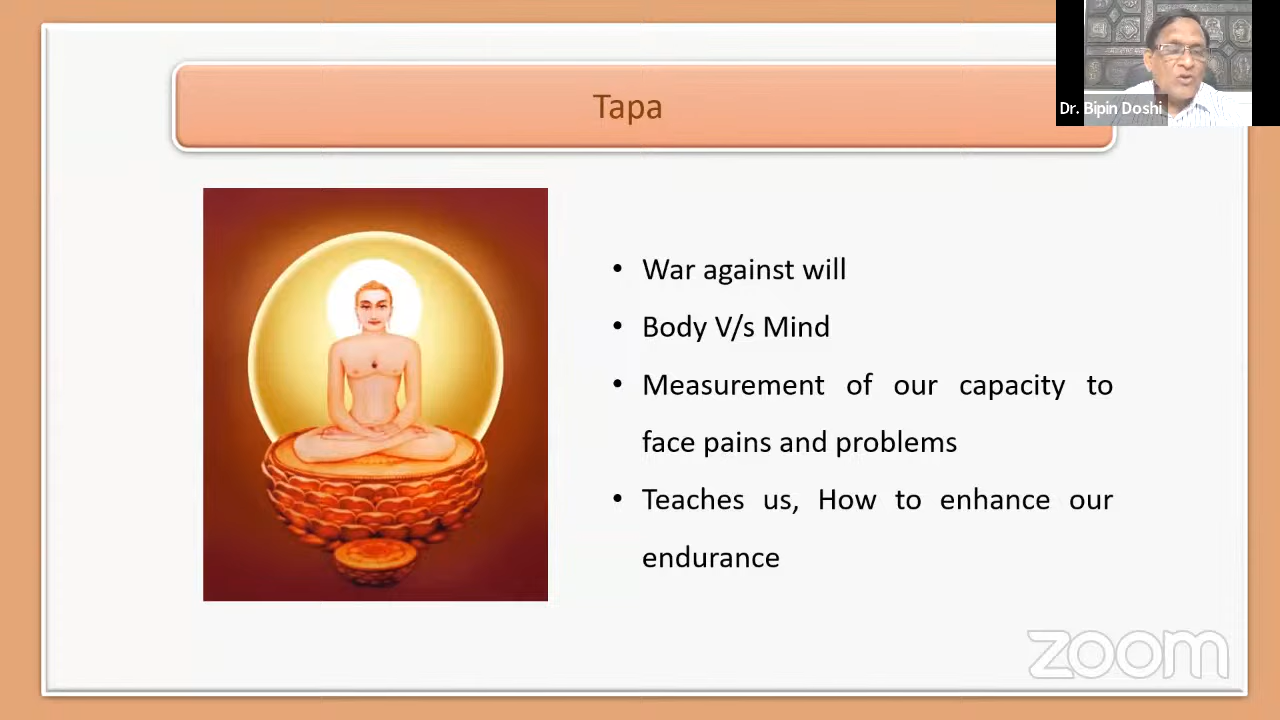 Tapa
Dr. Bipin Doshi
• War against will
• Body V/s Mind
• Measurement of our capacity to
face pains and problems
• Teaches us, How to enhance our
endurance
zoom